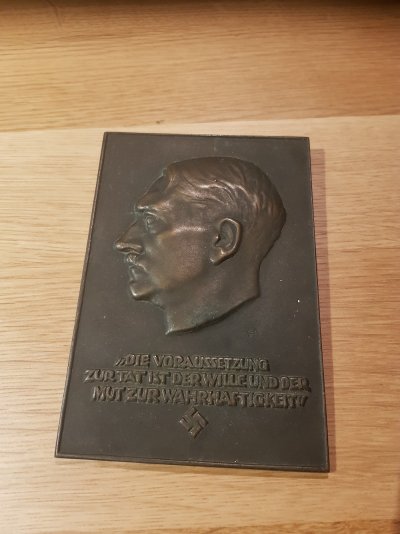 „DIE VORAUSSETZUNG
ZUR TAT IST DER WILLE UND DER
MUT ZUR WAHRHAFTIGKEIT“